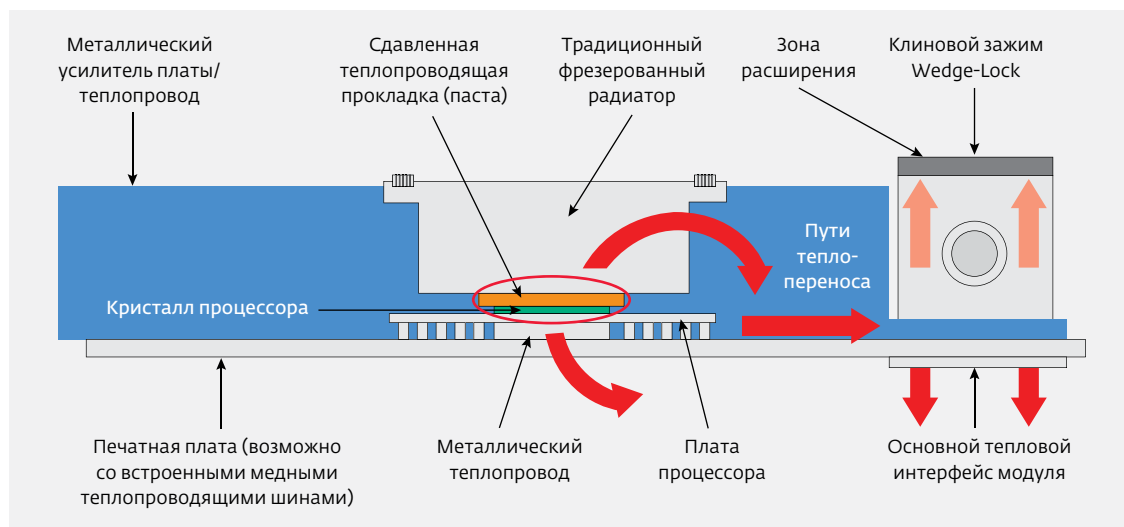 Металлический
усилитель платы/
теплопровод
Сдавленная
теплопроводящая
прокладка (паста)
Традиционный
фрезерованный
радиатор
Зона
расширения
Клиновой зажим
Wedge-Lock
Пути
тепло-
переноса
Кристалл процессора
Печатная плата (возможно
со встроенными медными
теплопроводящими шинами)
Металлический
теплопровод
Плата
процессора
Основной тепловой
интерфейс модуля